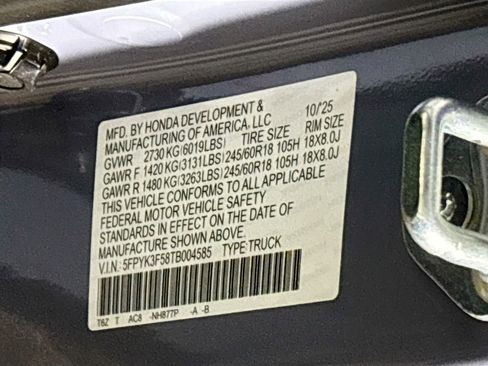 MFD. BY HONDA DEVELOPMENT & 10/25
MANUFACTURING OF AMERICA, LLC
GVWR 2730 KG(6019LBS) TIRE SIZE RIM SIZE
GAWR F 1420 KG(3131LBS) 245/60R18 105H 18X8.0J
GAWR R 1480 KG(3263LBS) 245/60R18 105H 18X8.0J
THIS VEHICLE CONFORMS TO ALL APPLICABLE
FEDERAL MOTOR VEHICLE SAFETY
STANDARDS IN EFFECT ON THE DATE OF
MANUFACTURE SHOWN ABOVE.
V.I.N.: 5FPYK3F58TB004585 TYPE:TRUCK
T6Z T AC8 -NH877P -A -B